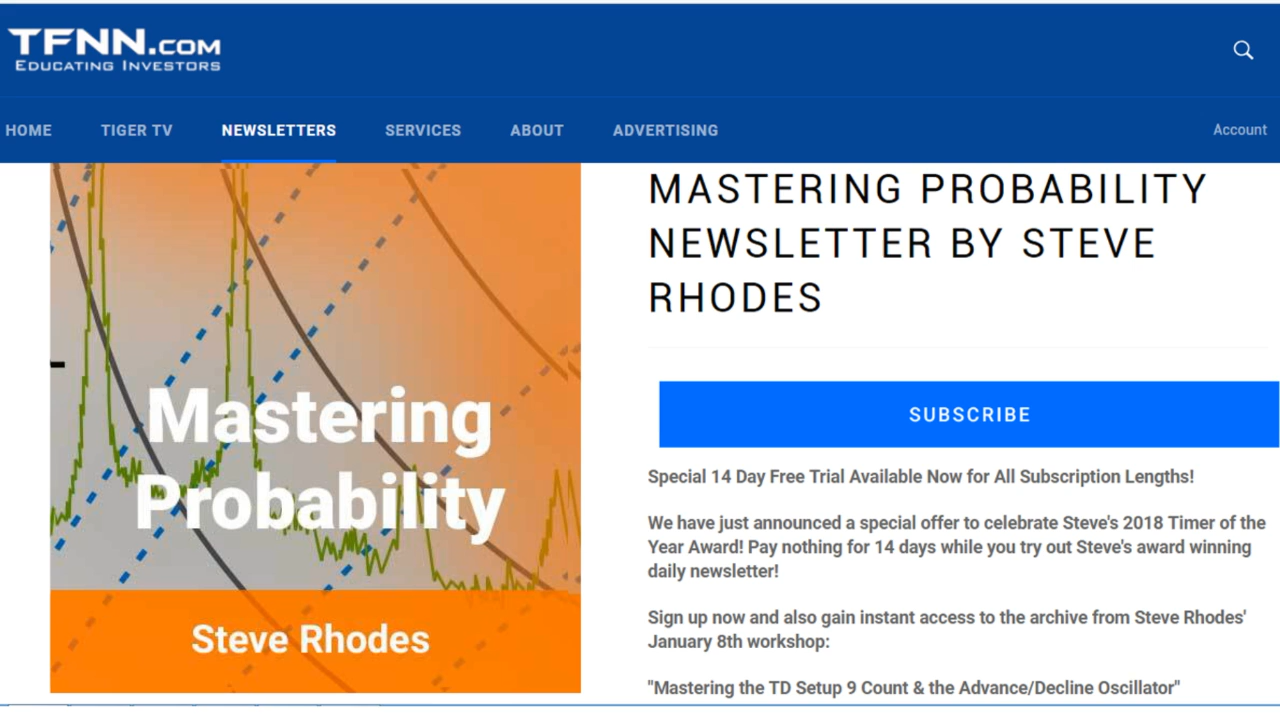 TFNN.COM
EDUCATING INVESTORS
HOME TIGER TV NEWSLETTERS SERVICES ABOUT ADVERTISING Account
Mastering
Probability
Steve Rhodes
MASTERING PROBABILITY
NEWSLETTER BY STEVE
RHODES
SUBSCRIBE
Special 14 Day Free Trial Available Now for All Subscription Lengths!
We have just announced a special offer to celebrate Steve's 2018 Timer of the
Year Award! Pay nothing for 14 days while you try out Steve's award winning
daily newsletter!
Sign up now and also gain instant access to the archive from Steve Rhodes'
January 8th workshop:
"Mastering the TD Setup 9 Count & the Advance/Decline Oscillator"